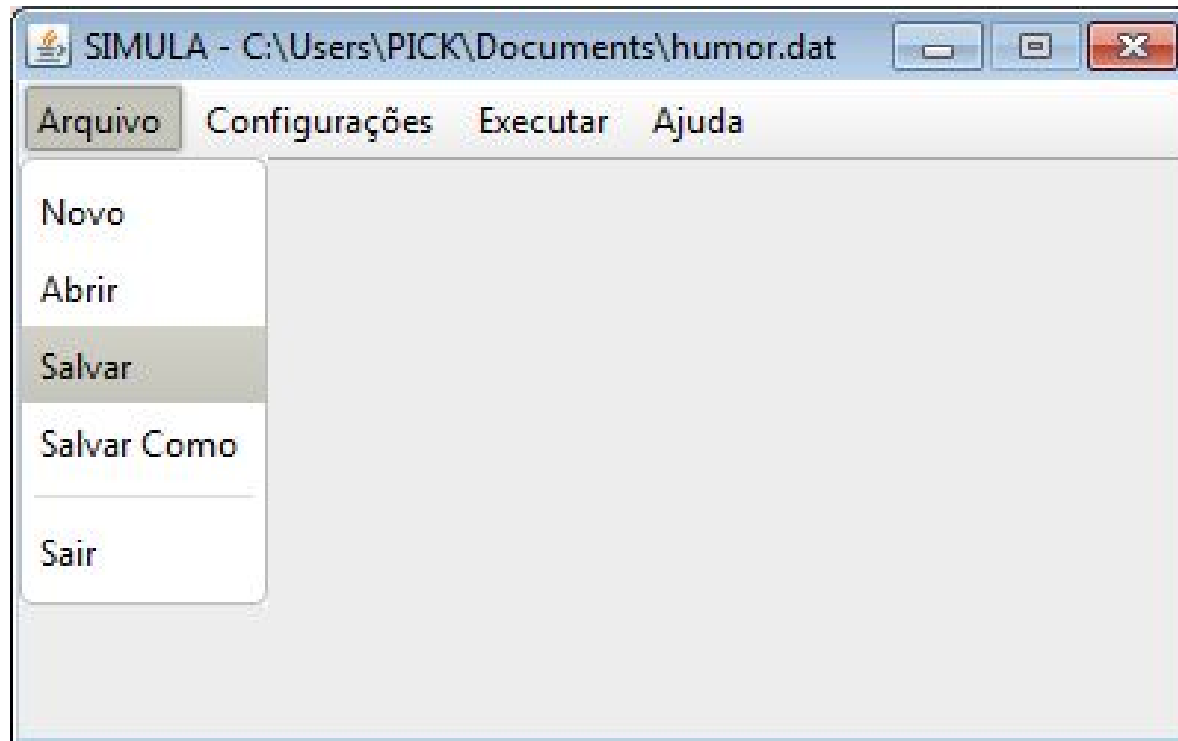 SIMULA - C:\Users\PICK\Documents\humor.dat
Arquivo Configurações Executar Ajuda
Novo
Abrir
Salvar
Salvar Como
Sair